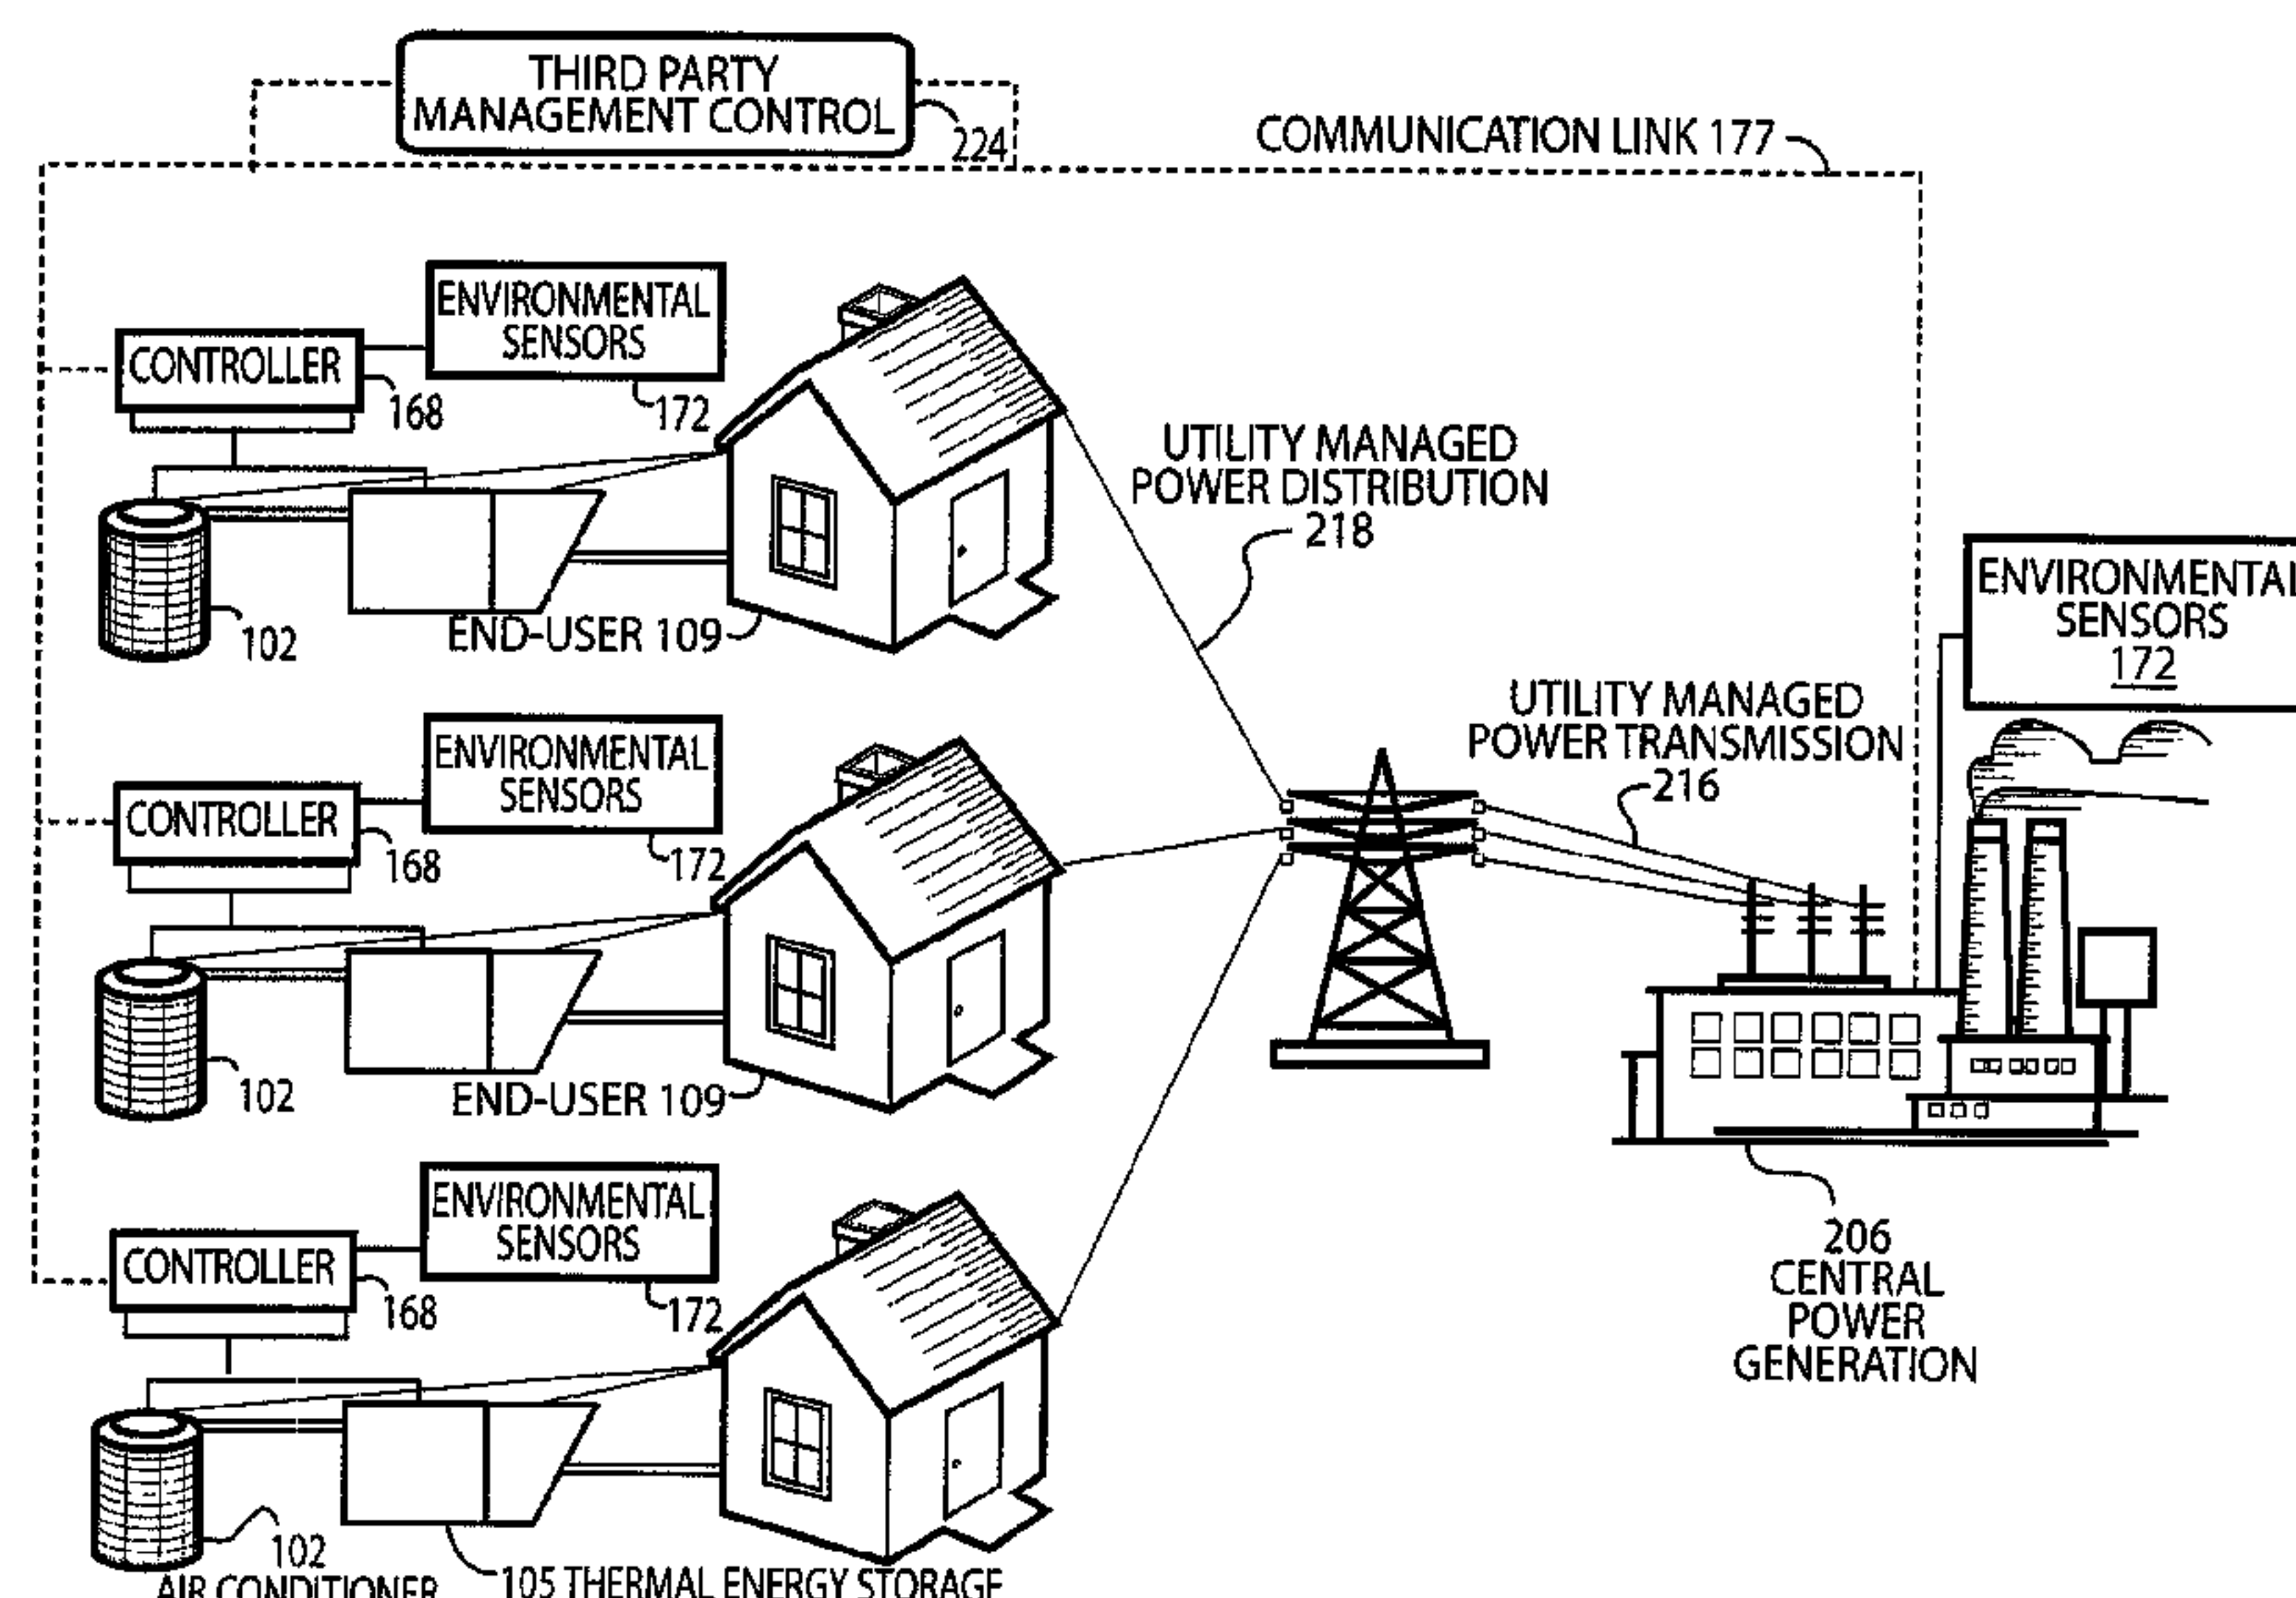 THIRD PARTY
MANAGEMENT CONTROL
224
COMMUNICATION LINK 177
ENVIRONMENTAL
SENSORS
172
CONTROLLER
168
102
END-USER 109
UTILITY MANAGED
POWER DISTRIBUTION
218
ENVIRONMENTAL
SENSORS
172
UTILITY MANAGED
POWER TRANSMISSION
216
ENVIRONMENTAL
SENSORS
172
CONTROLLER
168
102
END-USER 109
ENVIRONMENTAL
SENSORS
172
CONTROLLER
168
206
CENTRAL
POWER
GENERATION
102
AIR CONDITIONER
105 THERMAL ENERGY STORAGE